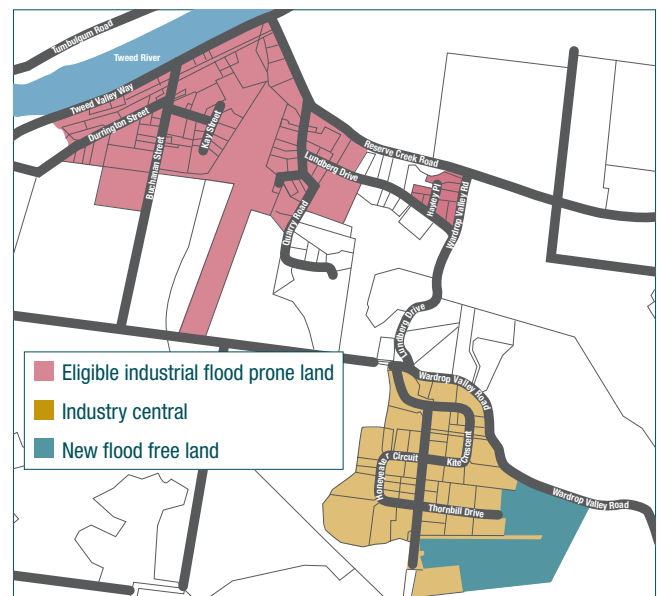 Tumbulgum Road
Tweed River
Tweed Valley Way
Durrington Street
Kay Street
Buchanan Street
Reserve Creek Road
Lundberg Drive
Hayley Pl
Wardrop Valley Rd
Quarry Road
Lundberg Drive
Eligible industrial flood prone land
Industry central
New flood free land
Wardrop Valley Road
Honeyeater Circuit
Kite Crescent
Thornbill Drive
Wardrop Valley Road